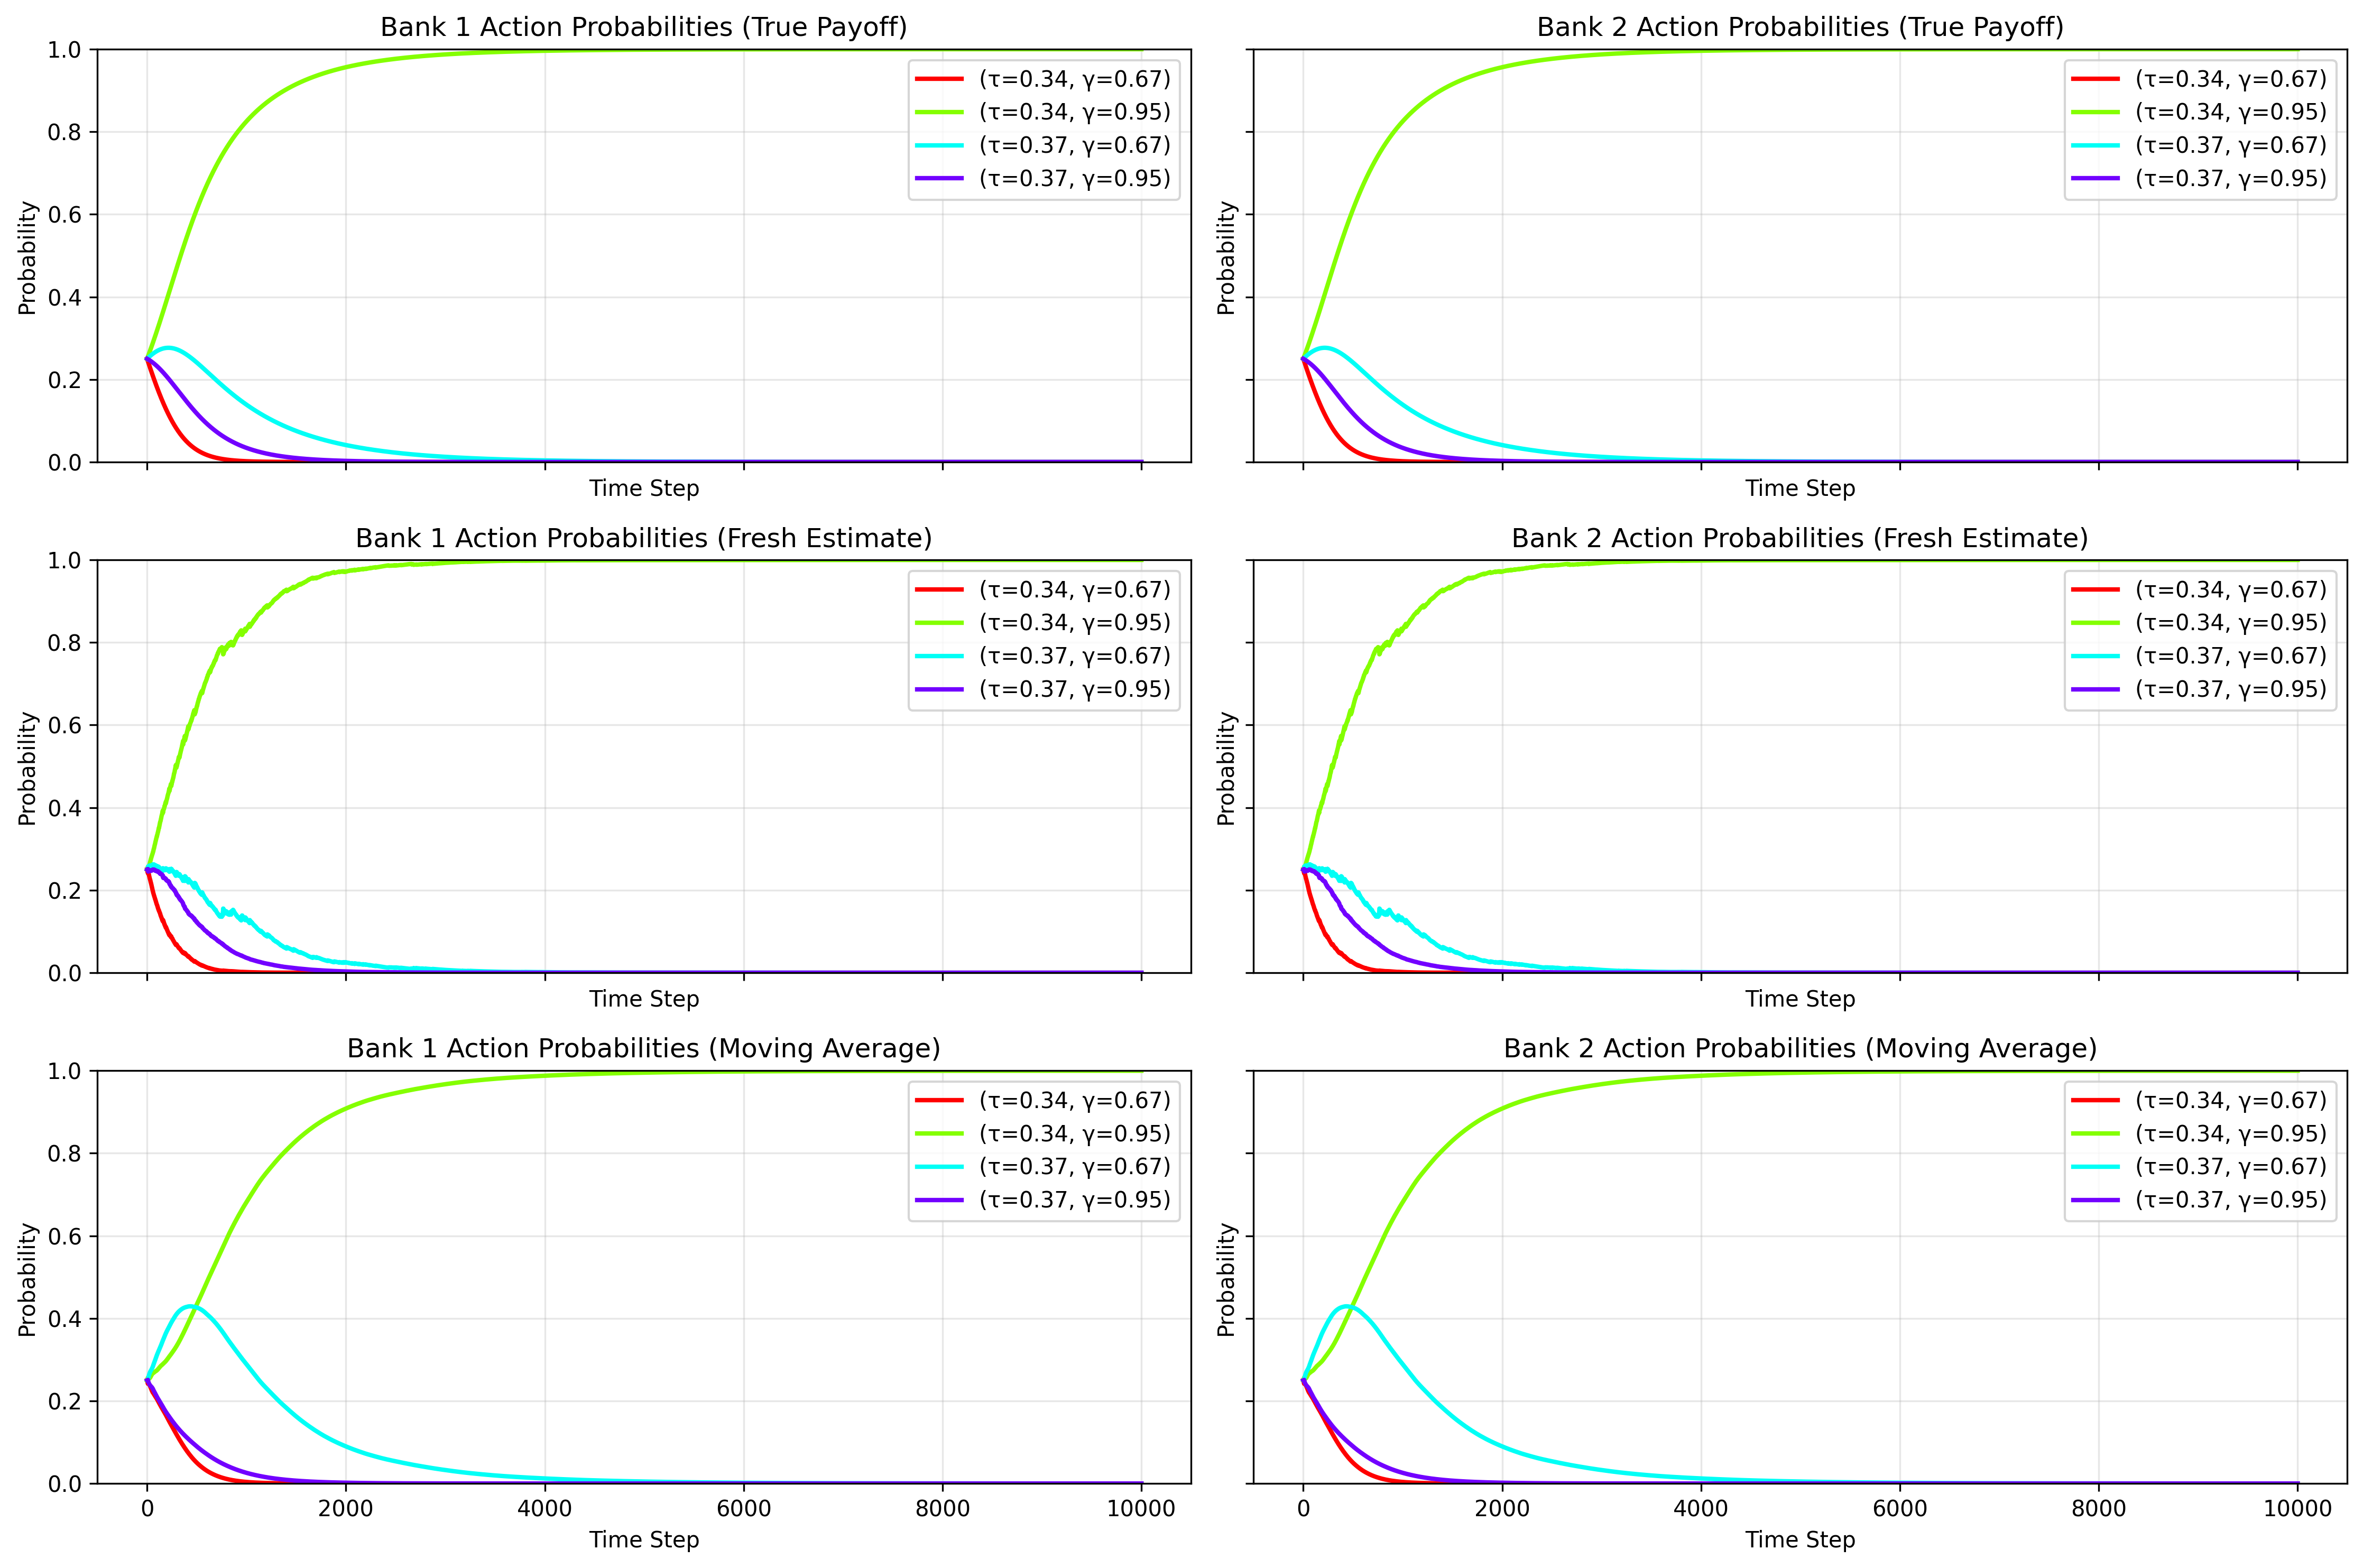 Bank 1 Action Probabilities (True Payoff)
Probability
1.0
0.8
0.6
0.4
0.2
0.0
(τ=0.34, γ=0.67)
(τ=0.34, γ=0.95)
(τ=0.37, γ=0.67)
(τ=0.37, γ=0.95)
Time Step
Bank 2 Action Probabilities (True Payoff)
Probability
(τ=0.34, γ=0.67)
(τ=0.34, γ=0.95)
(τ=0.37, γ=0.67)
(τ=0.37, γ=0.95)
Time Step
Bank 1 Action Probabilities (Fresh Estimate)
Probability
1.0
0.8
0.6
0.4
0.2
0.0
(τ=0.34, γ=0.67)
(τ=0.34, γ=0.95)
(τ=0.37, γ=0.67)
(τ=0.37, γ=0.95)
Time Step
Bank 2 Action Probabilities (Fresh Estimate)
Probability
(τ=0.34, γ=0.67)
(τ=0.34, γ=0.95)
(τ=0.37, γ=0.67)
(τ=0.37, γ=0.95)
Time Step
Bank 1 Action Probabilities (Moving Average)
Probability
1.0
0.8
0.6
0.4
0.2
0.0
(τ=0.34, γ=0.67)
(τ=0.34, γ=0.95)
(τ=0.37, γ=0.67)
(τ=0.37, γ=0.95)
0 2000 4000 6000 8000 10000
Time Step
Bank 2 Action Probabilities (Moving Average)
Probability
(τ=0.34, γ=0.67)
(τ=0.34, γ=0.95)
(τ=0.37, γ=0.67)
(τ=0.37, γ=0.95)
0 2000 4000 6000 8000 10000
Time Step